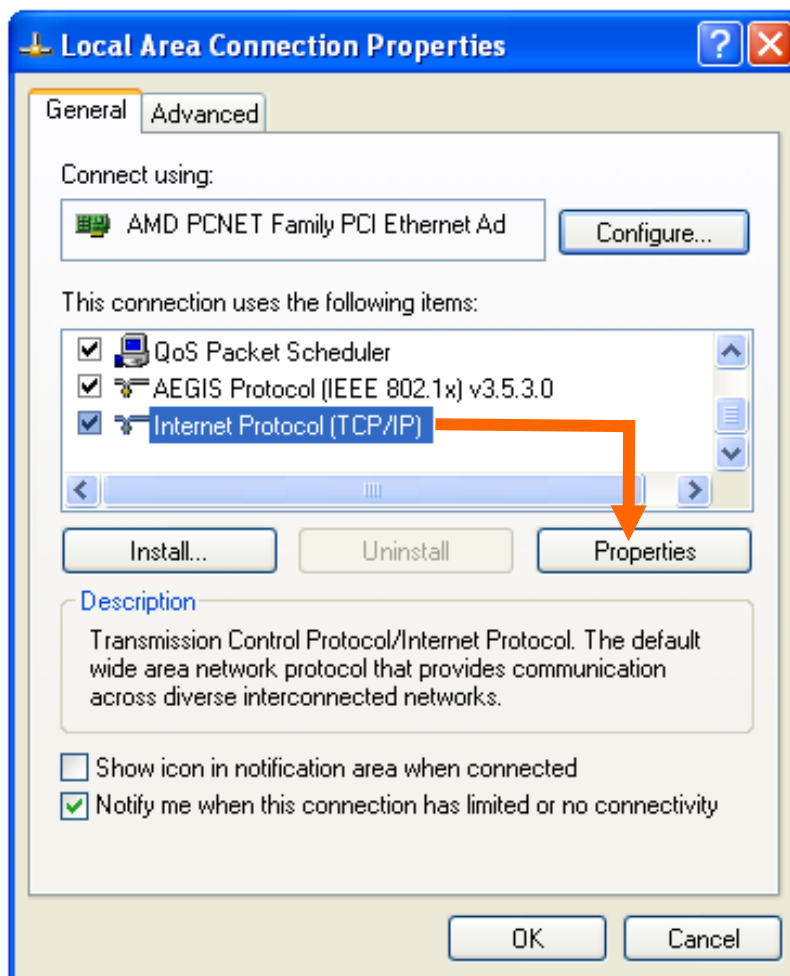 Local Area Connection Properties
General
Advanced
Connect using:
AMD PCNET Family PCI Ethernet Ad
Configure...
This connection uses the following items:
QoS Packet Scheduler
AEGIS Protocol (IEEE 802.1x) v3.5.3.0
Internet Protocol (TCP/IP)
Install...
Uninstall
Properties
Description
Transmission Control Protocol/Internet Protocol. The default
wide area network protocol that provides communication
across diverse interconnected networks.
Show icon in notification area when connected
Notify me when this connection has limited or no connectivity
OK
Cancel